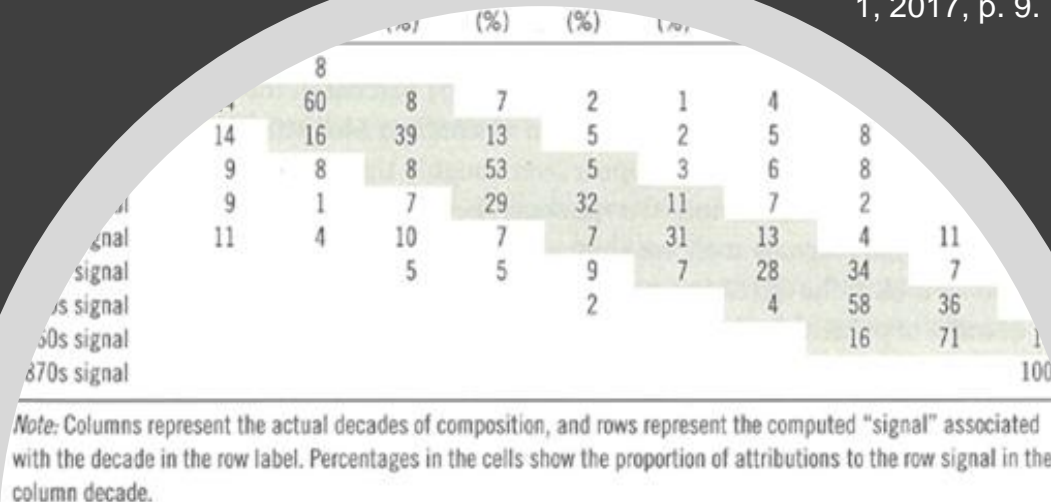 1, 2017, p. 9.
(%) (%) (%) (%)
8
60 8 7 2 1 4
14 16 39 13 5 2 5 8
9 8 8 53 5 3 6 8
9 1 7 29 32 11 7 2
11 4 10 7 7 31 13 4 11
signal 5 5 9 7 28 34 7
signal 2 4 58 36
signal 16 71
870s signal 100
Note: Columns represent the actual decades of composition, and rows represent the computed "signal" associated
with the decade in the row label. Percentages in the cells show the proportion of attributions to the row signal in the
column decade.